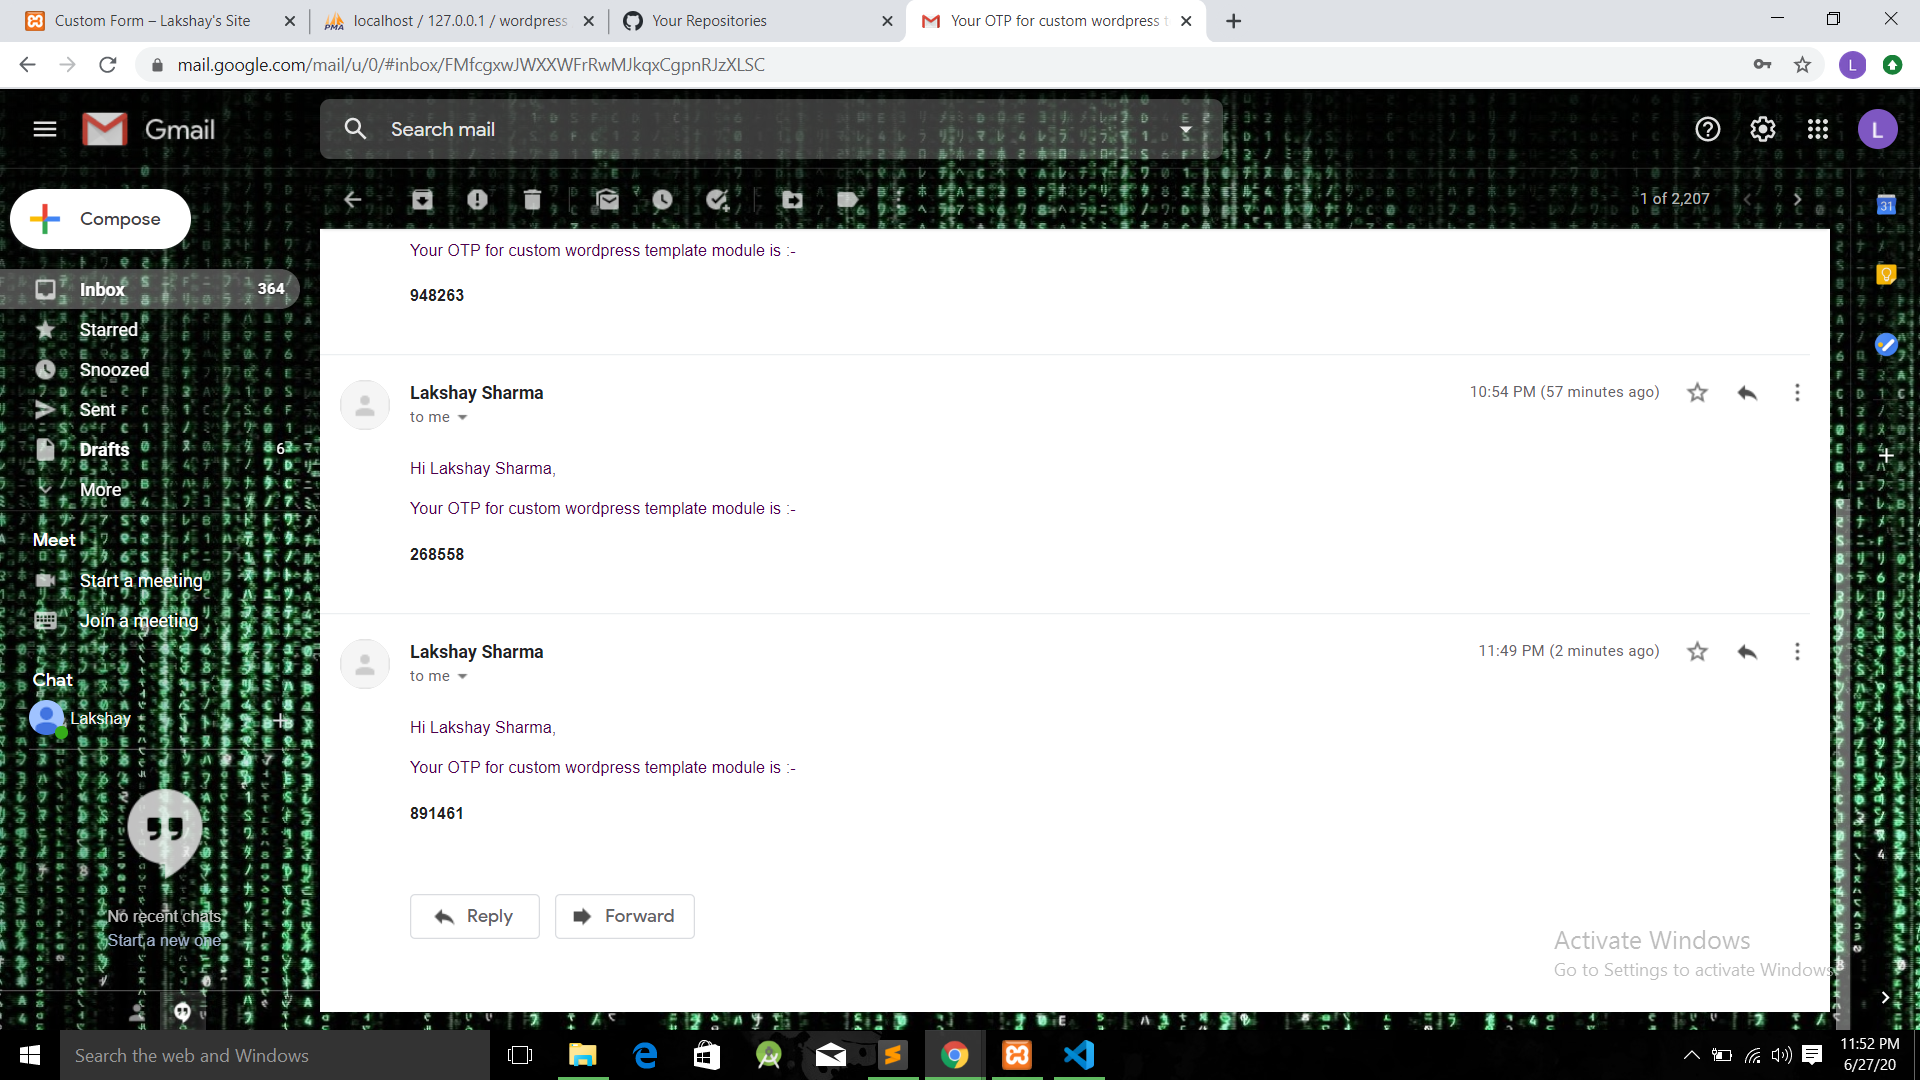 Custom Form – Lakshay's Site
localhost / 127.0.0.1 / wordpress
Your Repositories
Your OTP for custom wordpress t
mail.google.com/mail/u/0/#inbox/FMfcgxwJWXXWFrRwMJkqxCgpnRJzXLSC
L
Gmail
Search mail
L
Compose
1 of 2,207
31
Inbox 364
Starred
Snoozed
Sent
Drafts 6
More
Meet
Start a meeting
Join a meeting
Chat
Lakshay
No recent chats
Start a new one
Your OTP for custom wordpress template module is :-
948263
Lakshay Sharma
10:54 PM (57 minutes ago)
to me
Hi Lakshay Sharma,
Your OTP for custom wordpress template module is :-
268558
Lakshay Sharma
11:49 PM (2 minutes ago)
to me
Hi Lakshay Sharma,
Your OTP for custom wordpress template module is :-
891461
Reply
Forward
Activate Windows
Go to Settings to activate Windows
Search the web and Windows
11:52 PM
6/27/20